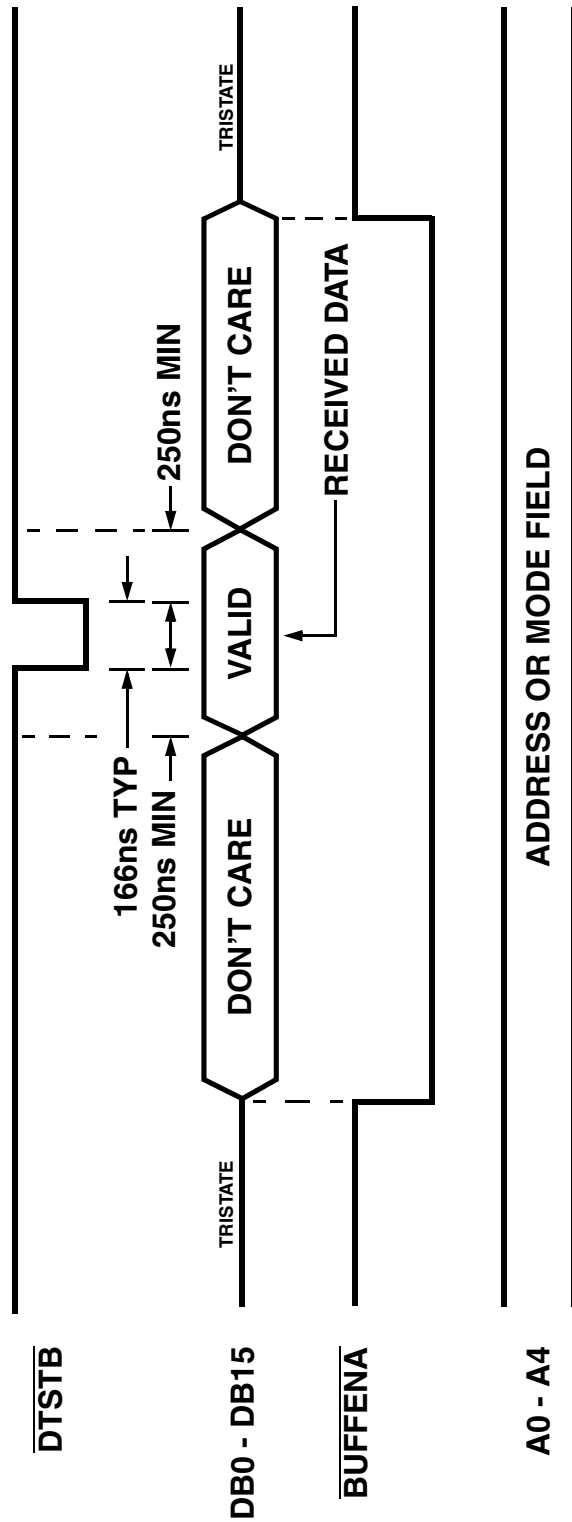 DTSTB
166ns TYP
250ns MIN
250ns MIN
DB0 - DB15
TRISTATE
DON'T CARE
VALID
DON'T CARE
TRISTATE
RECEIVED DATA
BUFFENA
A0 - A4
ADDRESS OR MODE FIELD